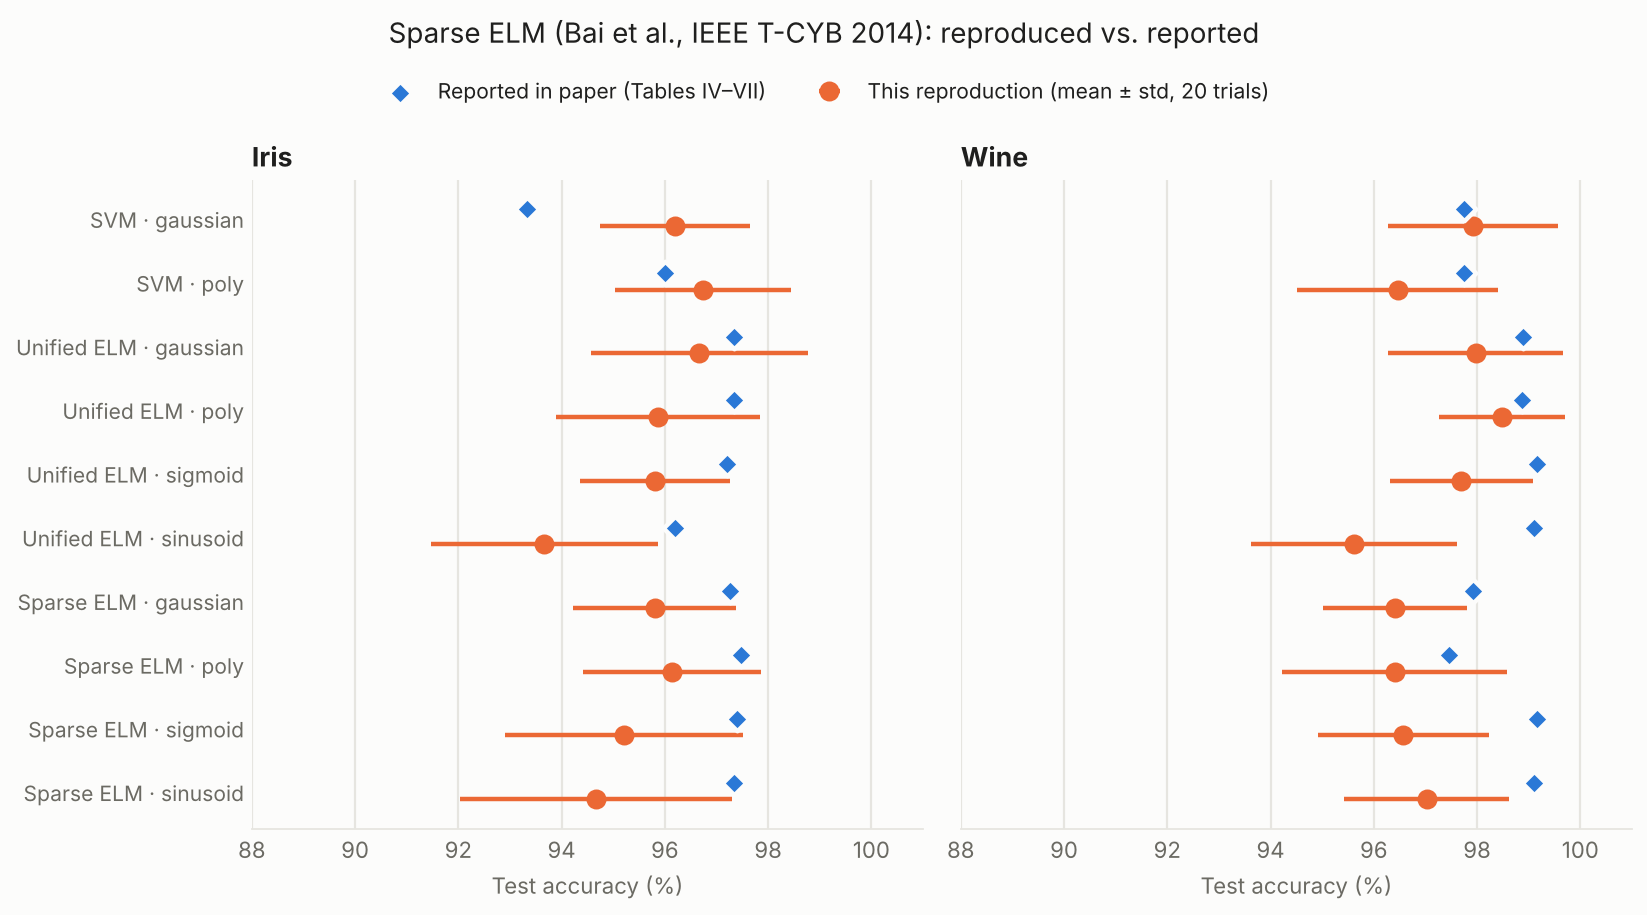 Sparse ELM (Bai et al., IEEE T-CYB 2014): reproduced vs. reported
Reported in paper (Tables IV–VII)
This reproduction (mean ± std, 20 trials)
Iris
Wine
SVM · gaussian
SVM · poly
Unified ELM · gaussian
Unified ELM · poly
Unified ELM · sigmoid
Unified ELM · sinusoid
Sparse ELM · gaussian
Sparse ELM · poly
Sparse ELM · sigmoid
Sparse ELM · sinusoid
88 90 92 94 96 98 100
88 90 92 94 96 98 100
Test accuracy (%)
Test accuracy (%)